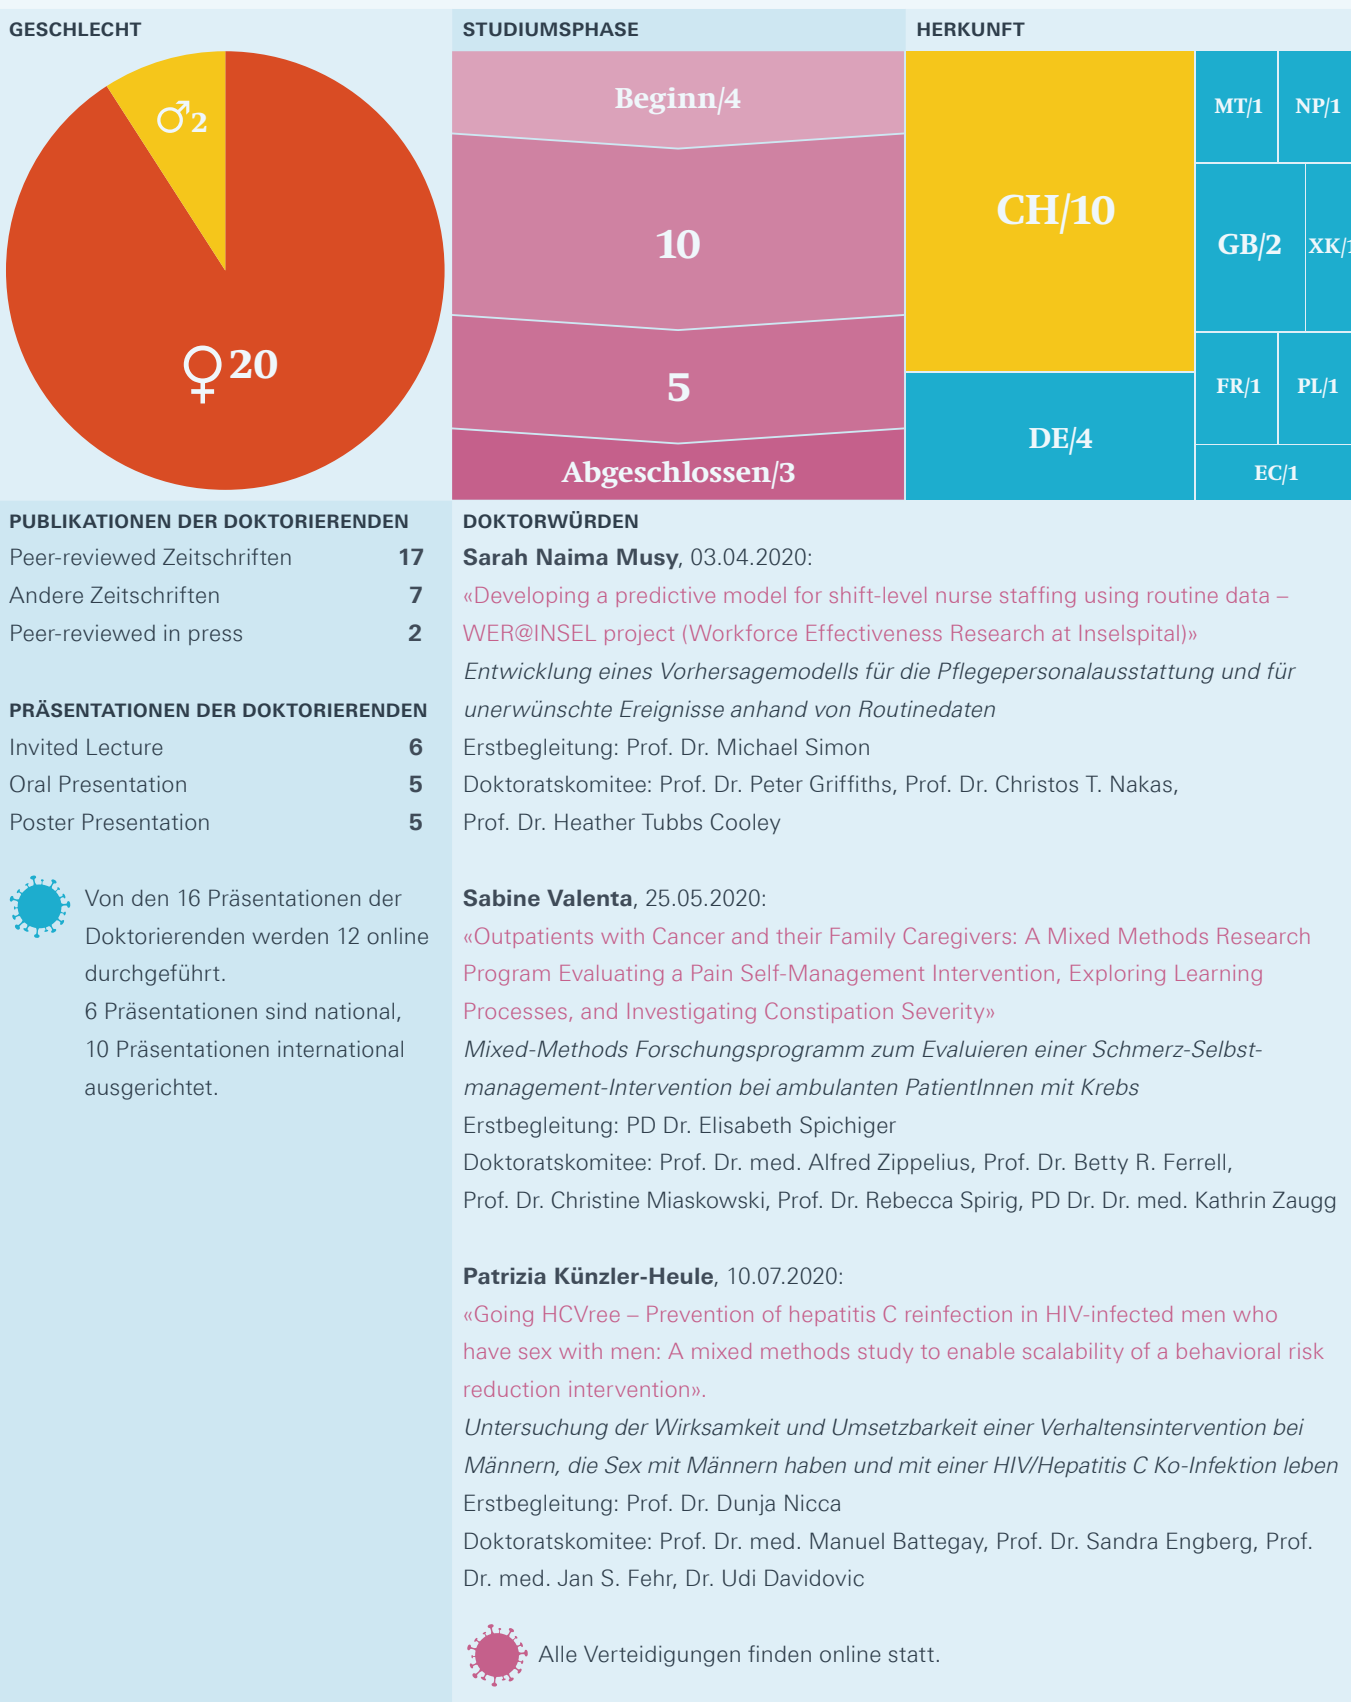 GESCHLECHT
♂2
♀20
STUDIUMSPHASE
Beginn/4
10
5
Abgeschlossen/3
HERKUNFT
CH/10
DE/4
MT/1
NP/1
GB/2
XK/1
FR/1
PL/1
EC/1
PUBLIKATIONEN DER DOKTORIERENDEN
Peer-reviewed Zeitschriften 17
Andere Zeitschriften 7
Peer-reviewed in press 2
PRÄSENTATIONEN DER DOKTORIERENDEN
Invited Lecture 6
Oral Presentation 5
Poster Presentation 5
Von den 16 Präsentationen der
Doktorierenden werden 12 online
durchgeführt.
6 Präsentationen sind national,
10 Präsentationen international
ausgerichtet.
DOKTORWÜRDEN
Sarah Naima Musy, 03.04.2020:
«Developing a predictive model for shift-level nurse staffing using routine data –
WER@INSEL project (Workforce Effectiveness Research at Inselspital)»
Entwicklung eines Vorhersagemodells für die Pflegepersonalausstattung und für
unerwünschte Ereignisse anhand von Routinedaten
Erstbegleitung: Prof. Dr. Michael Simon
Doktoratskomitee: Prof. Dr. Peter Griffiths, Prof. Dr. Christos T. Nakas,
Prof. Dr. Heather Tubbs Cooley
Sabine Valenta, 25.05.2020:
«Outpatients with Cancer and their Family Caregivers: A Mixed Methods Research
Program Evaluating a Pain Self-Management Intervention, Exploring Learning
Processes, and Investigating Constipation Severity»
Mixed-Methods Forschungsprogramm zum Evaluieren einer Schmerz-Selbst-
management-Intervention bei ambulanten PatientInnen mit Krebs
Erstbegleitung: PD Dr. Elisabeth Spichiger
Doktoratskomitee: Prof. Dr. med. Alfred Zippelius, Prof. Dr. Betty R. Ferrell,
Prof. Dr. Christine Miaskowski, Prof. Dr. Rebecca Spirig, PD Dr. Dr. med. Kathrin Zaugg
Patrizia Künzler-Heule, 10.07.2020:
«Going HCVree – Prevention of hepatitis C reinfection in HIV-infected men who
have sex with men: A mixed methods study to enable scalability of a behavioral risk
reduction intervention».
Untersuchung der Wirksamkeit und Umsetzbarkeit einer Verhaltensintervention bei
Männern, die Sex mit Männern haben und mit einer HIV/Hepatitis C Ko-Infektion leben
Erstbegleitung: Prof. Dr. Dunja Nicca
Doktoratskomitee: Prof. Dr. med. Manuel Battegay, Prof. Dr. Sandra Engberg, Prof.
Dr. med. Jan S. Fehr, Dr. Udi Davidovic
Alle Verteidigungen finden online statt.